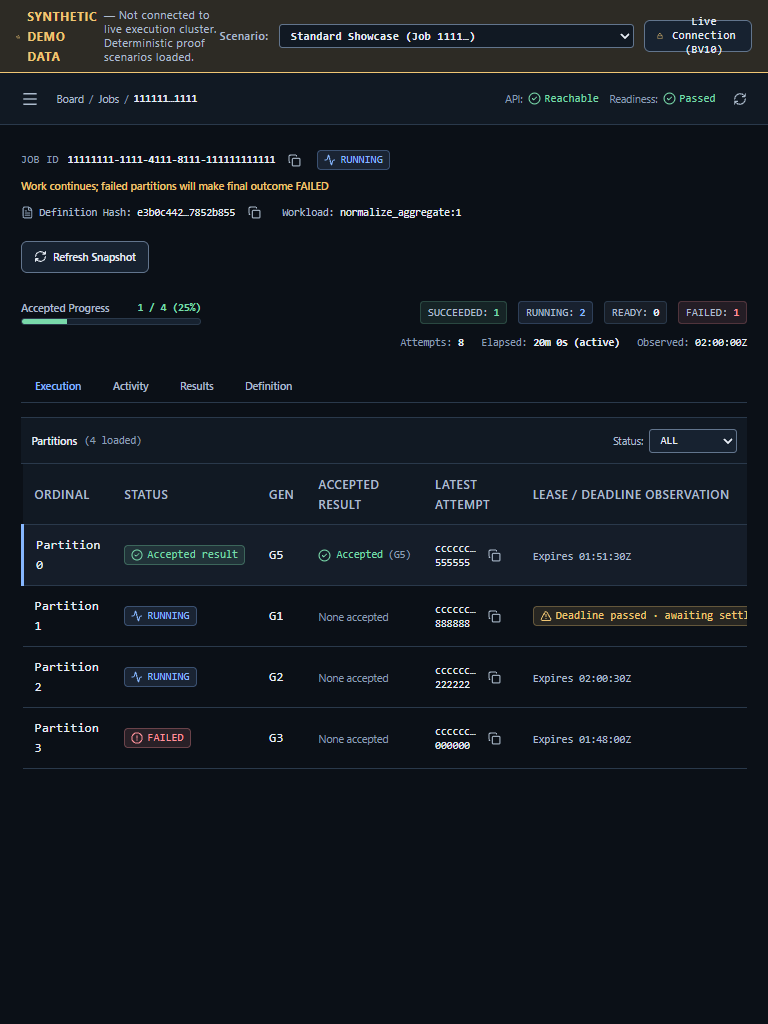 SYNTHETIC DEMO DATA
— Not connected to live execution cluster. Deterministic proof scenarios loaded.
Scenario:
Standard Showcase (Job 1111…)
Live Connection (BV10)
Board / Jobs / 111111…1111
API: Reachable Readiness: Passed
JOB ID 11111111-1111-4111-8111-111111111111 RUNNING
Work continues; failed partitions will make final outcome FAILED
Definition Hash: e3b0c442…7852b855 Workload: normalize_aggregate:1
Refresh Snapshot
Accepted Progress 1 / 4 (25%)
SUCCEEDED: 1 RUNNING: 2 READY: 0 FAILED: 1
Attempts: 8 Elapsed: 20m 0s (active) Observed: 02:00:00Z
Execution Activity Results Definition
Partitions (4 loaded)
Status: ALL
ORDINAL STATUS GEN ACCEPTED RESULT LATEST ATTEMPT LEASE / DEADLINE OBSERVATION
Partition 0 Accepted result G5 Accepted (G5) cccccc…555555 Expires 01:51:30Z
Partition 1 RUNNING G1 None accepted cccccc…888888 Deadline passed · awaiting settl
Partition 2 RUNNING G2 None accepted cccccc…222222 Expires 02:00:30Z
Partition 3 FAILED G3 None accepted cccccc…000000 Expires 01:48:00Z